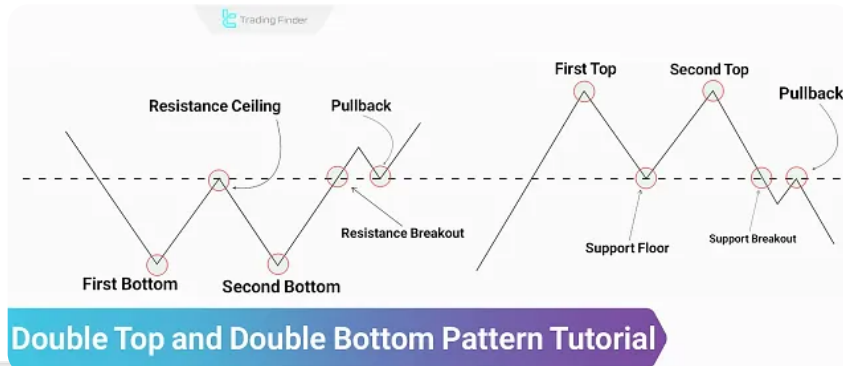 Trading Finder
Resistance Ceiling
Pullback
First Bottom
Second Bottom
Resistance Breakout
First Top
Second Top
Pullback
Support Floor
Support Breakout
Double Top and Double Bottom Pattern Tutorial